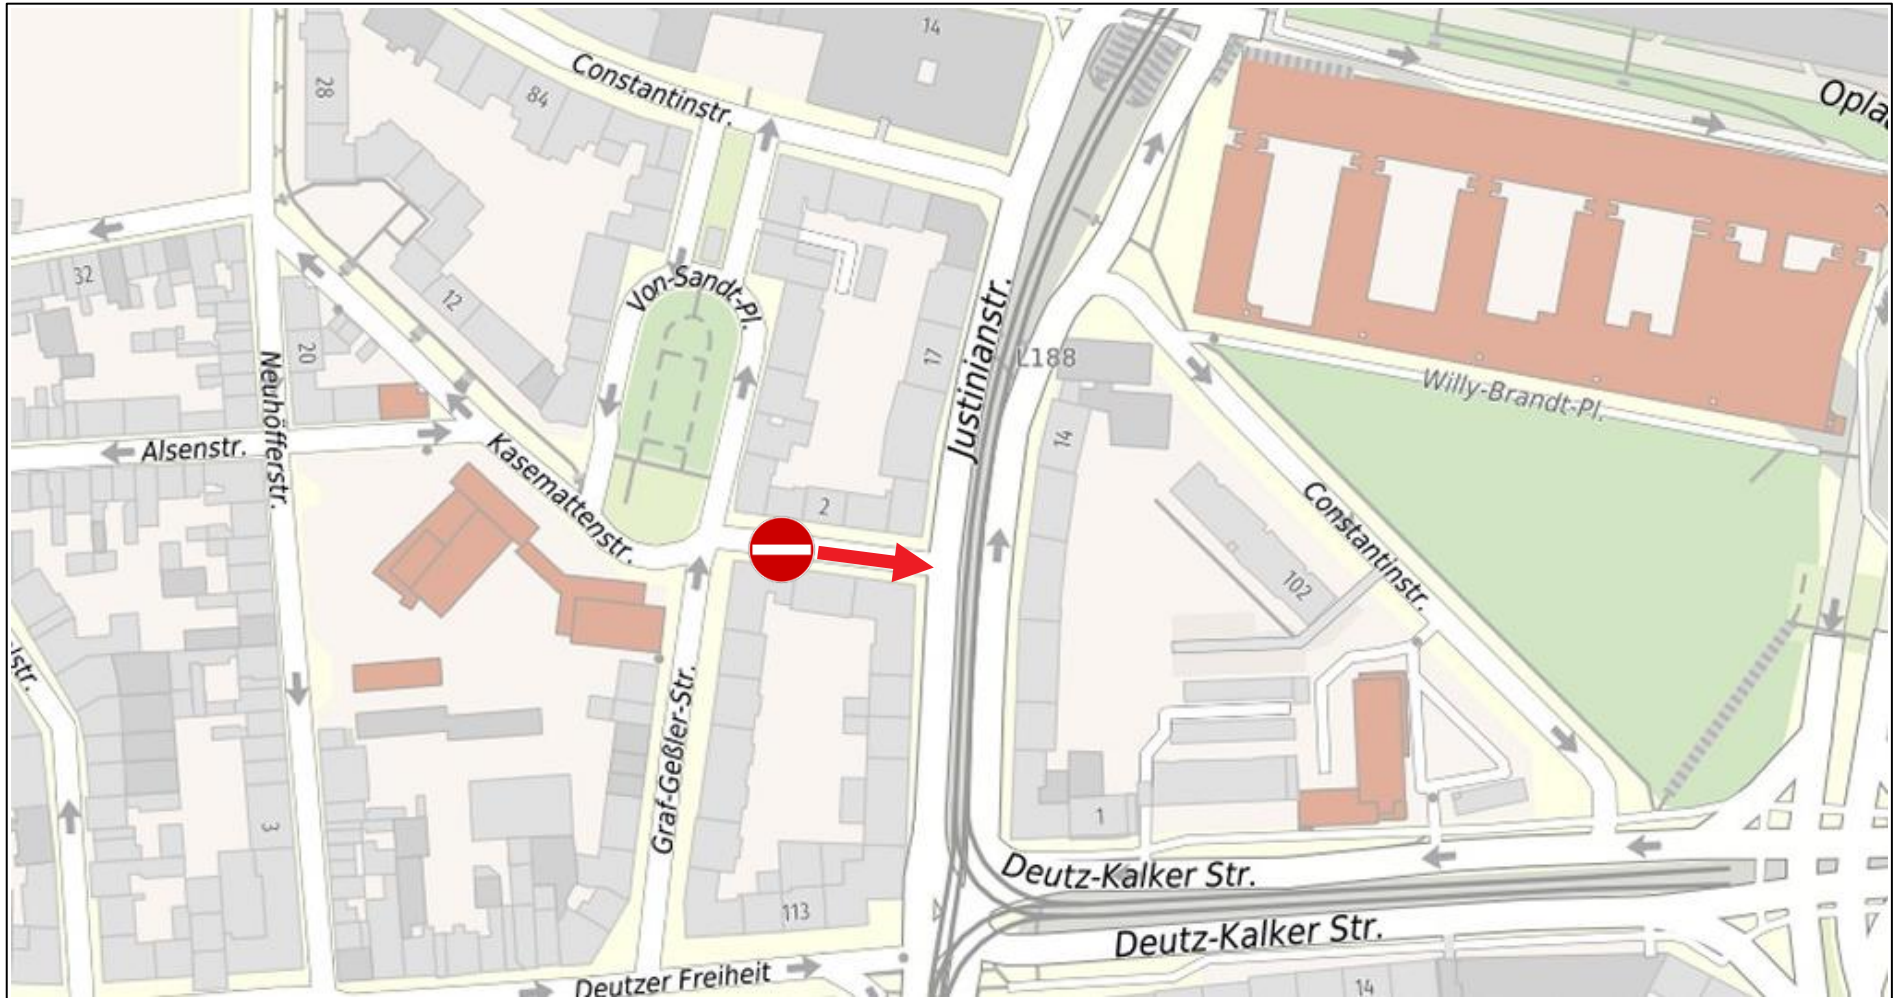 14
Constantinstr.
28
84
Opla
Von-Sandt-Pl.
32
12
Neuhöfferstr.
20
17
Justinianstr.
L188
Willy-Brandt-Pl.
14
Alsenstr.
Kasemattenstr.
2
Constantinstr.
102
str.
Graf-Geßler-Str.
3
1
Deutz-Kalker Str.
113
Deutz-Kalker Str.
Deutzer Freiheit
14